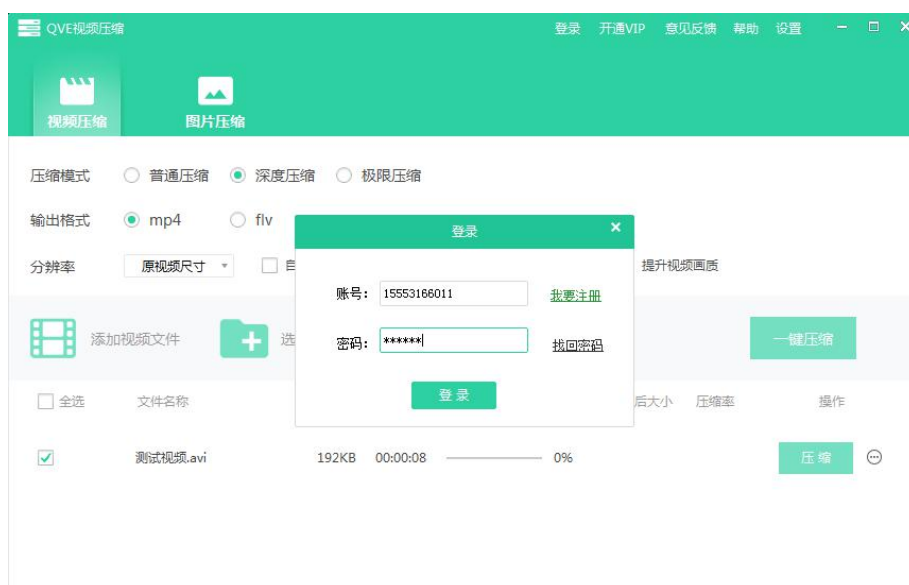 QVE视频压缩 登录 开通VIP 意见反馈 帮助 设置
视频压缩 图片压缩
压缩模式 普通压缩 深度压缩 极限压缩
输出格式 mp4 flv
登录
分辨率 原视频尺寸 自 提升视频画质
账号： 15553166011 我要注册
添加视频文件 选 一键压缩
密码： ****** 找回密码
登 录
全选 文件名称 后大小 压缩率 操作
测试视频.avi 192KB 00:00:08 0% 压 缩